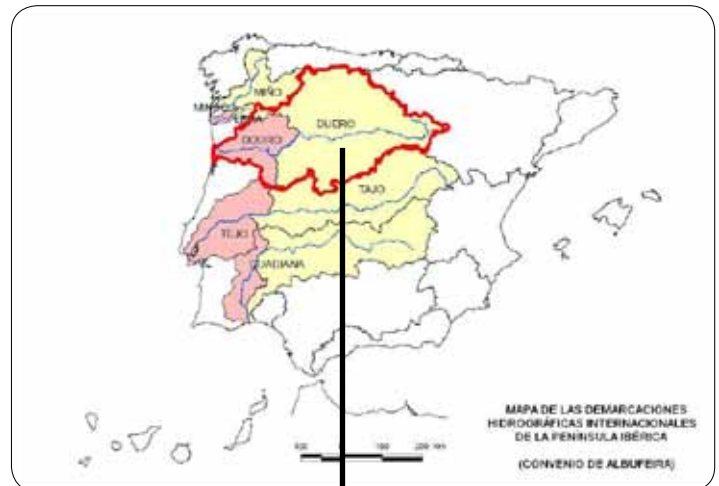 MIÑO
DUERO
DOURO
TAJO
TEJO
GUADIANA
MAPA DE LAS DEMARCACIONES
HIDROGRÁFICAS INTERNACIONALES
DE LA PENÍNSULA IBÉRICA
(CONVENIO DE ALBUFEIRA)